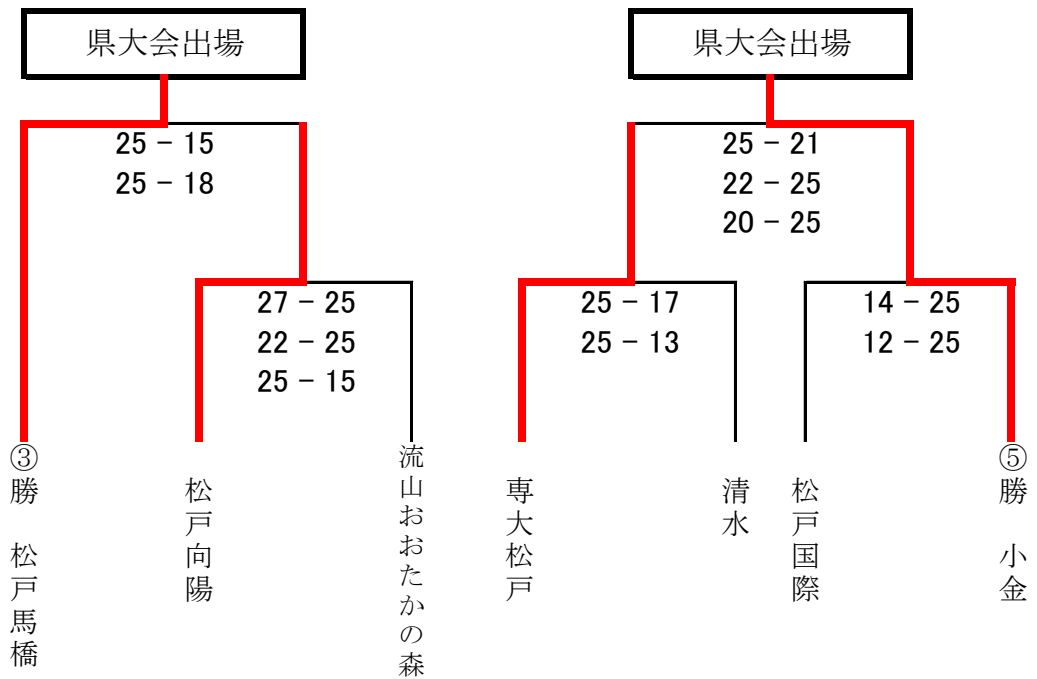 県大会出場
25 − 15
25 − 18
27 − 25
22 − 25
25 − 15
③勝　松戸馬橋
松戸向陽
流山おおたかの森
県大会出場
25 − 21
22 − 25
20 − 25
25 − 17
25 − 13
14 − 25
12 − 25
専大松戸
清水
松戸国際
⑤勝　小金